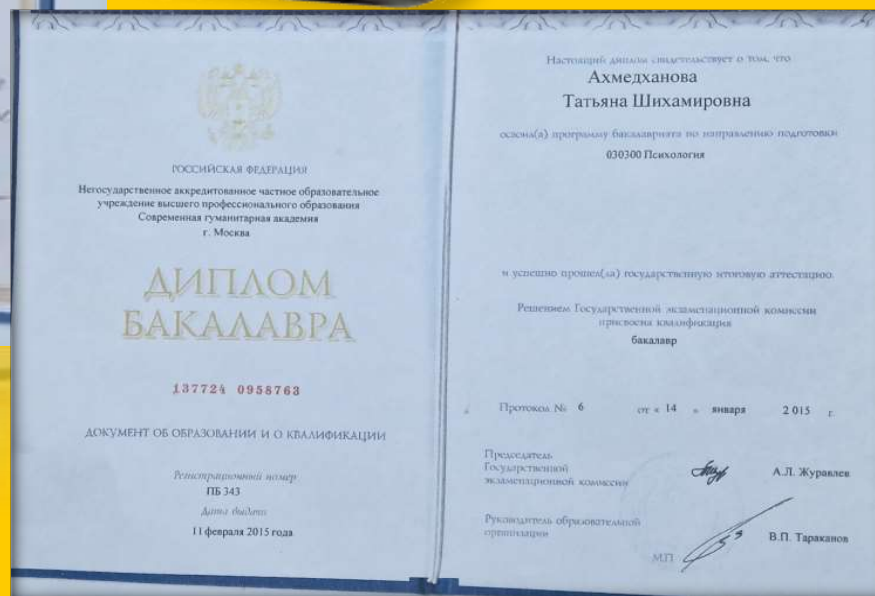 РОССИЙСКАЯ ФЕДЕРАЦИЯ
Негосударственное аккредитованное частное образовательное
учреждение высшего профессионального образования
Современная гуманитарная академия
г. Москва
ДИПЛОМ
БАКАЛАВРА
137724 0958763
ДОКУМЕНТ ОБ ОБРАЗОВАНИИ И О КВАЛИФИКАЦИИ
Регистрационный номер
ПБ 343
Дата выдачи
11 февраля 2015 года
Настоящий диплом свидетельствует о том, что
Ахмедханова
Татьяна Шихамировна
освоил(а) программу бакалавриата по направлению подготовки
030300 Психология
и успешно прошел(ла) государственную итоговую аттестацию.
Решением Государственной экзаменационной комиссии
присвоена квалификация
бакалавр
Протокол № 6 от « 14 » января 2 015 г.
Председатель
Государственной
экзаменационной комиссии
А.Л. Журавлев
Руководитель образовательной
организации
В.П. Тараканов
М.П.